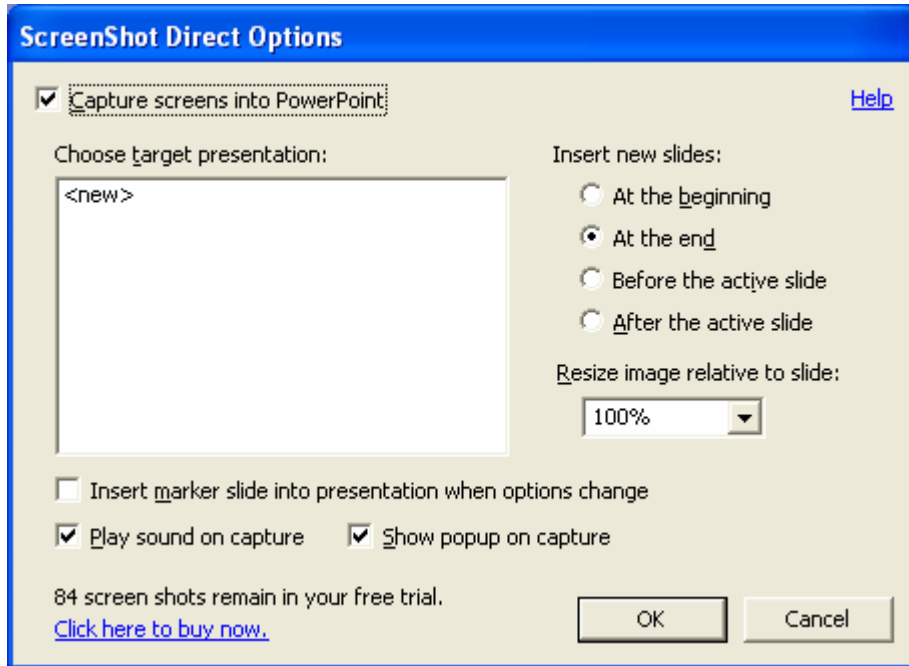 ScreenShot Direct Options
Capture screens into PowerPoint
Help
Choose target presentation:
<new>
Insert new slides:
At the beginning
At the end
Before the active slide
After the active slide
Resize image relative to slide:
100%
Insert marker slide into presentation when options change
Play sound on capture
Show popup on capture
84 screen shots remain in your free trial.
Click here to buy now.
OK
Cancel